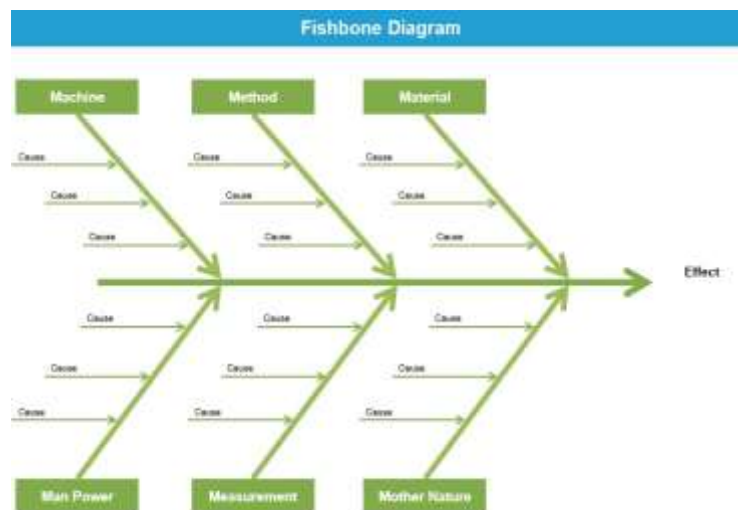 Fishbone Diagram
Machine
Method
Material
Cause
Cause
Cause
Cause
Cause
Cause
Cause
Cause
Cause
Effect
Cause
Cause
Cause
Cause
Cause
Cause
Cause
Cause
Cause
Man Power
Measurement
Mother Nature